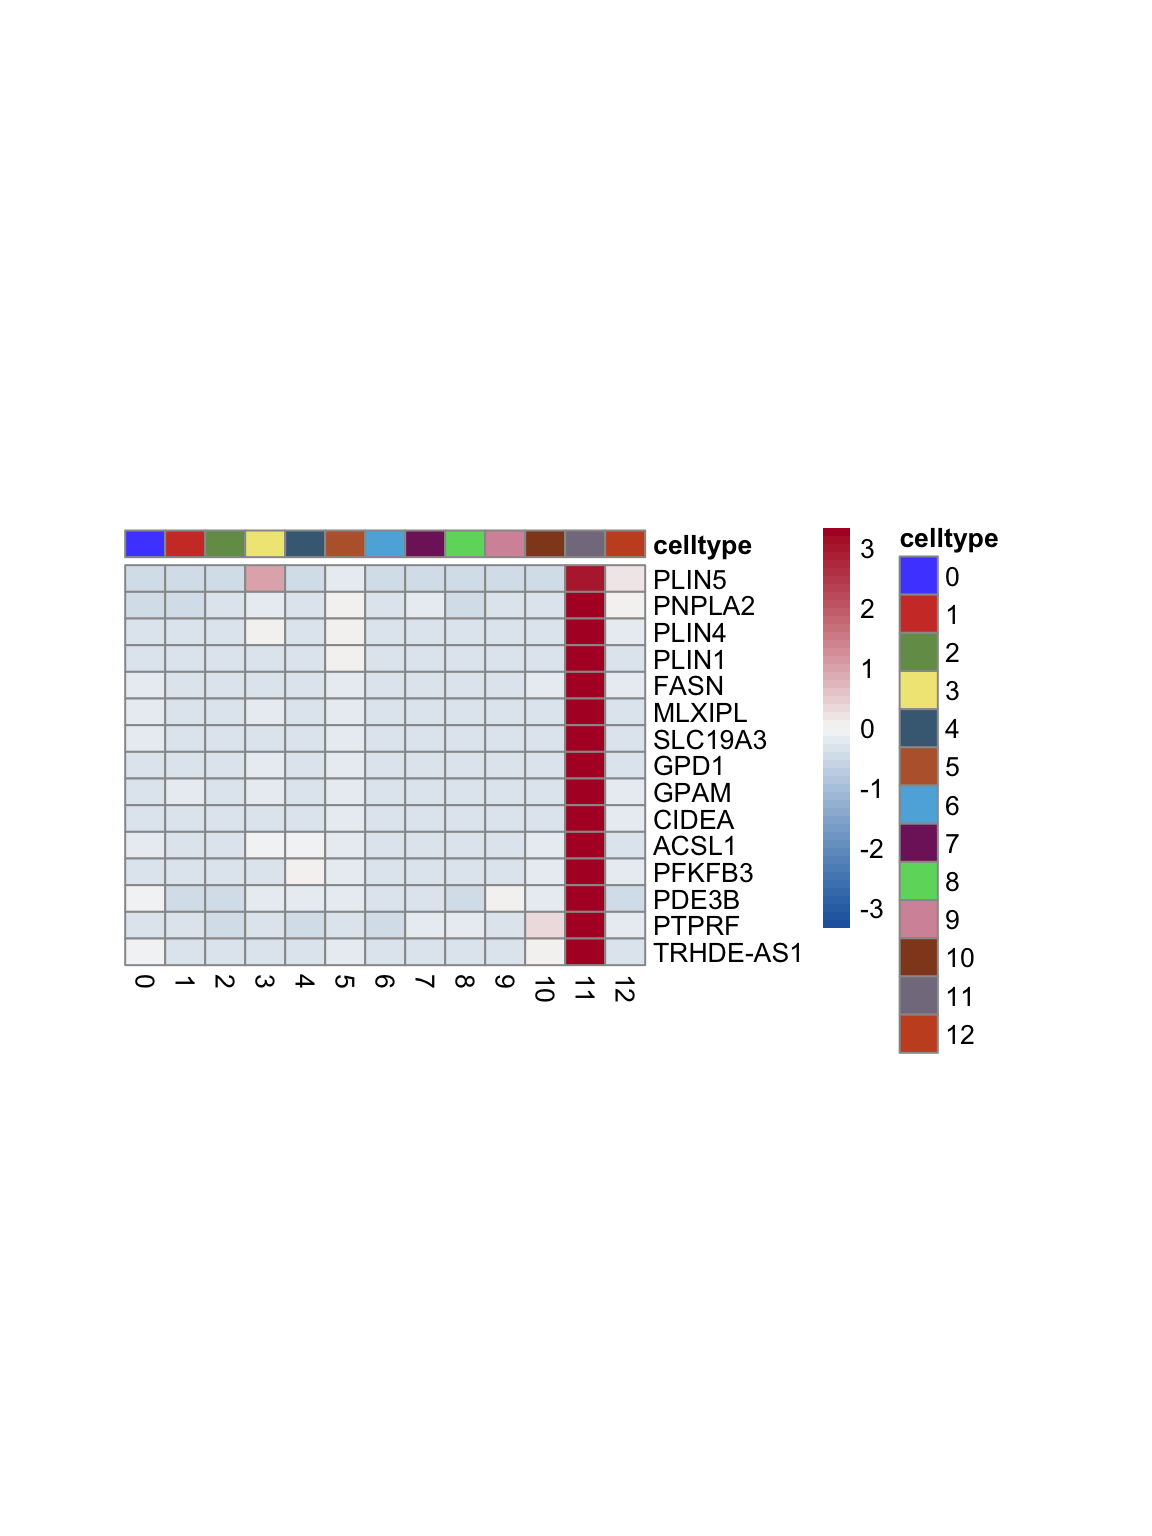 celltype
PLIN5
PNPLA2
PLIN4
PLIN1
FASN
MLXIPL
SLC19A3
GPD1
GPAM
CIDEA
ACSL1
PFKFB3
PDE3B
PTPRF
TRHDE-AS1
0 1 2 3 4 5 6 7 8 9 10 11 12
3
2
1
0
-1
-2
-3
celltype
0
1
2
3
4
5
6
7
8
9
10
11
12